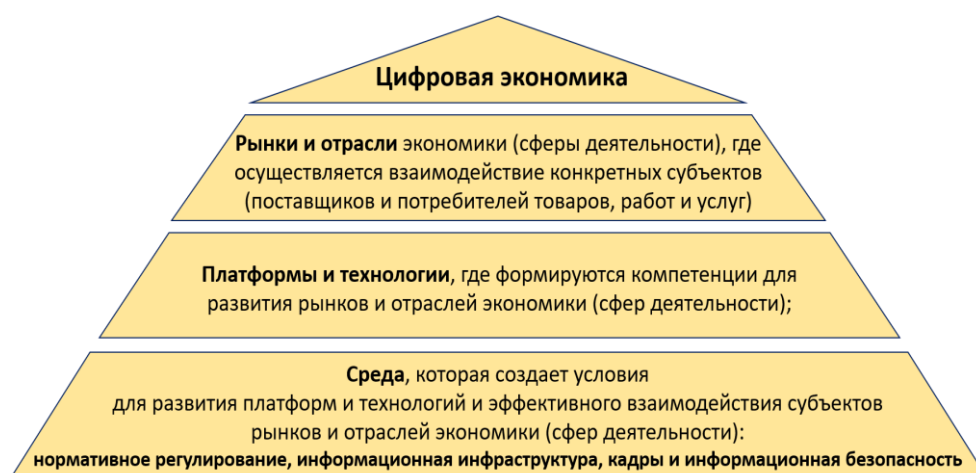 Цифровая экономика
Рынки и отрасли экономики (сферы деятельности), где
осуществляется взаимодействие конкретных субъектов
(поставщиков и потребителей товаров, работ и услуг)
Платформы и технологии, где формируются компетенции для
развития рынков и отраслей экономики (сфер деятельности);
Среда, которая создает условия
для развития платформ и технологий и эффективного взаимодействия субъектов
рынков и отраслей экономики (сфер деятельности):
нормативное регулирование, информационная инфраструктура, кадры и информационная безопасность